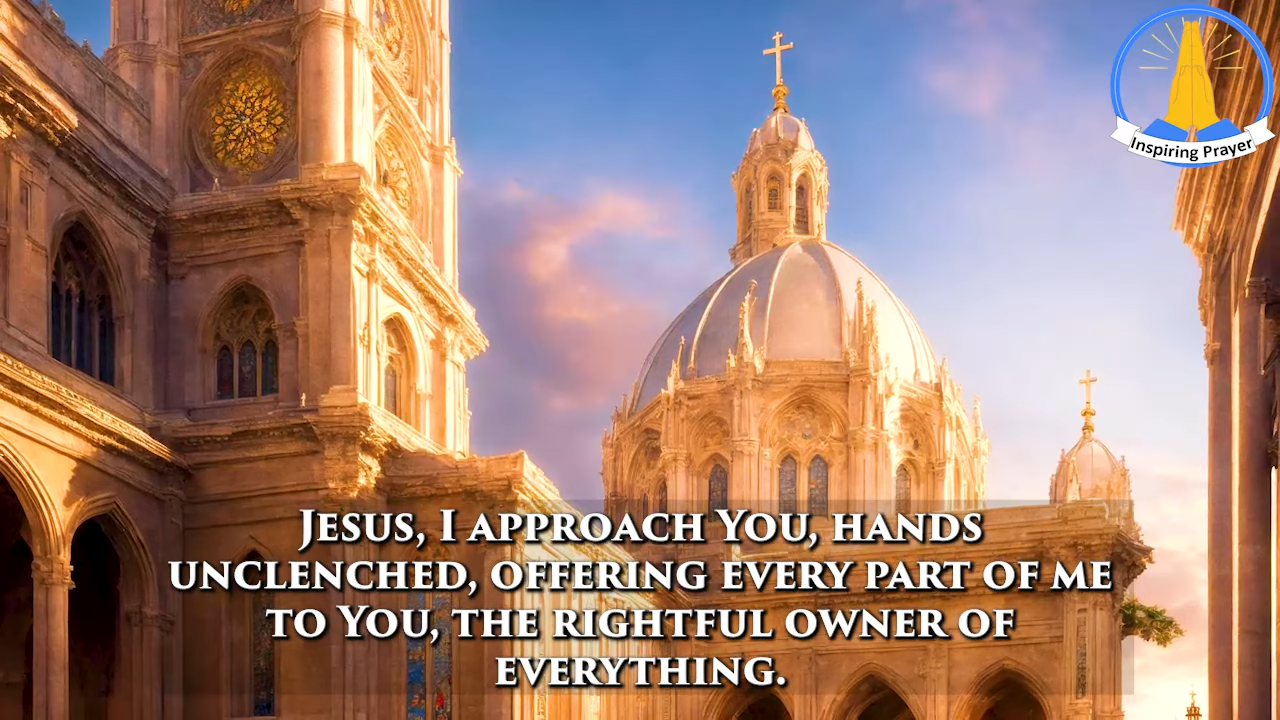 Inspiring Prayer
Jesus, I approach You, hands
unclenched, offering every part of me
to You, the rightful owner of
everything.